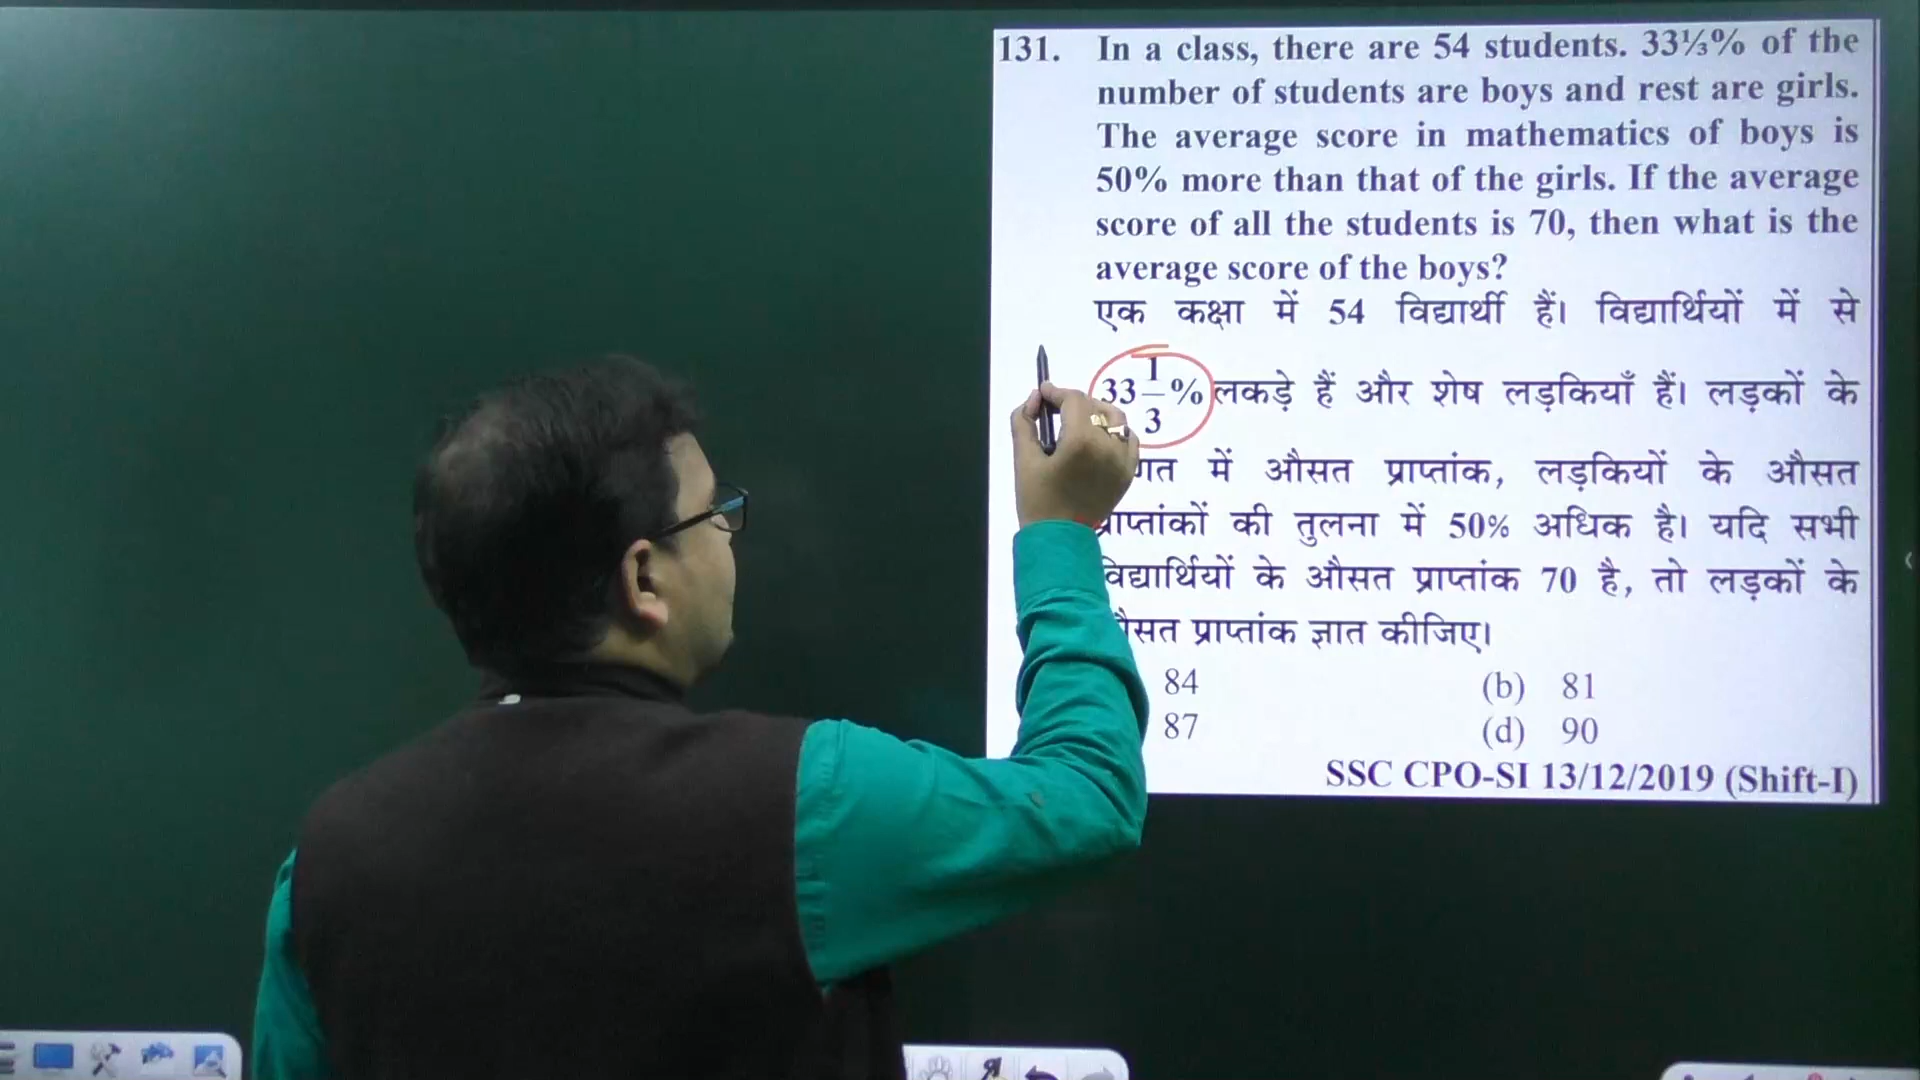 131. In a class, there are 54 students. 33⅓% of the
number of students are boys and rest are girls.
The average score in mathematics of boys is
50% more than that of the girls. If the average
score of all the students is 70, then what is the
average score of the boys?
एक कक्षा में 54 विद्यार्थी हैं। विद्यार्थियों में से
33 1/3 % लकड़े हैं और शेष लड़कियाँ हैं। लड़कों के
में औसत प्राप्तांक, लड़कियों के औसत
प्राप्तांकों की तुलना में 50% अधिक है। यदि सभी
विद्यार्थियों के औसत प्राप्तांक 70 है, तो लड़कों के
प्राप्तांक ज्ञात कीजिए।
84 (b) 81
87 (d) 90
SSC CPO-SI 13/12/2019 (Shift-I)